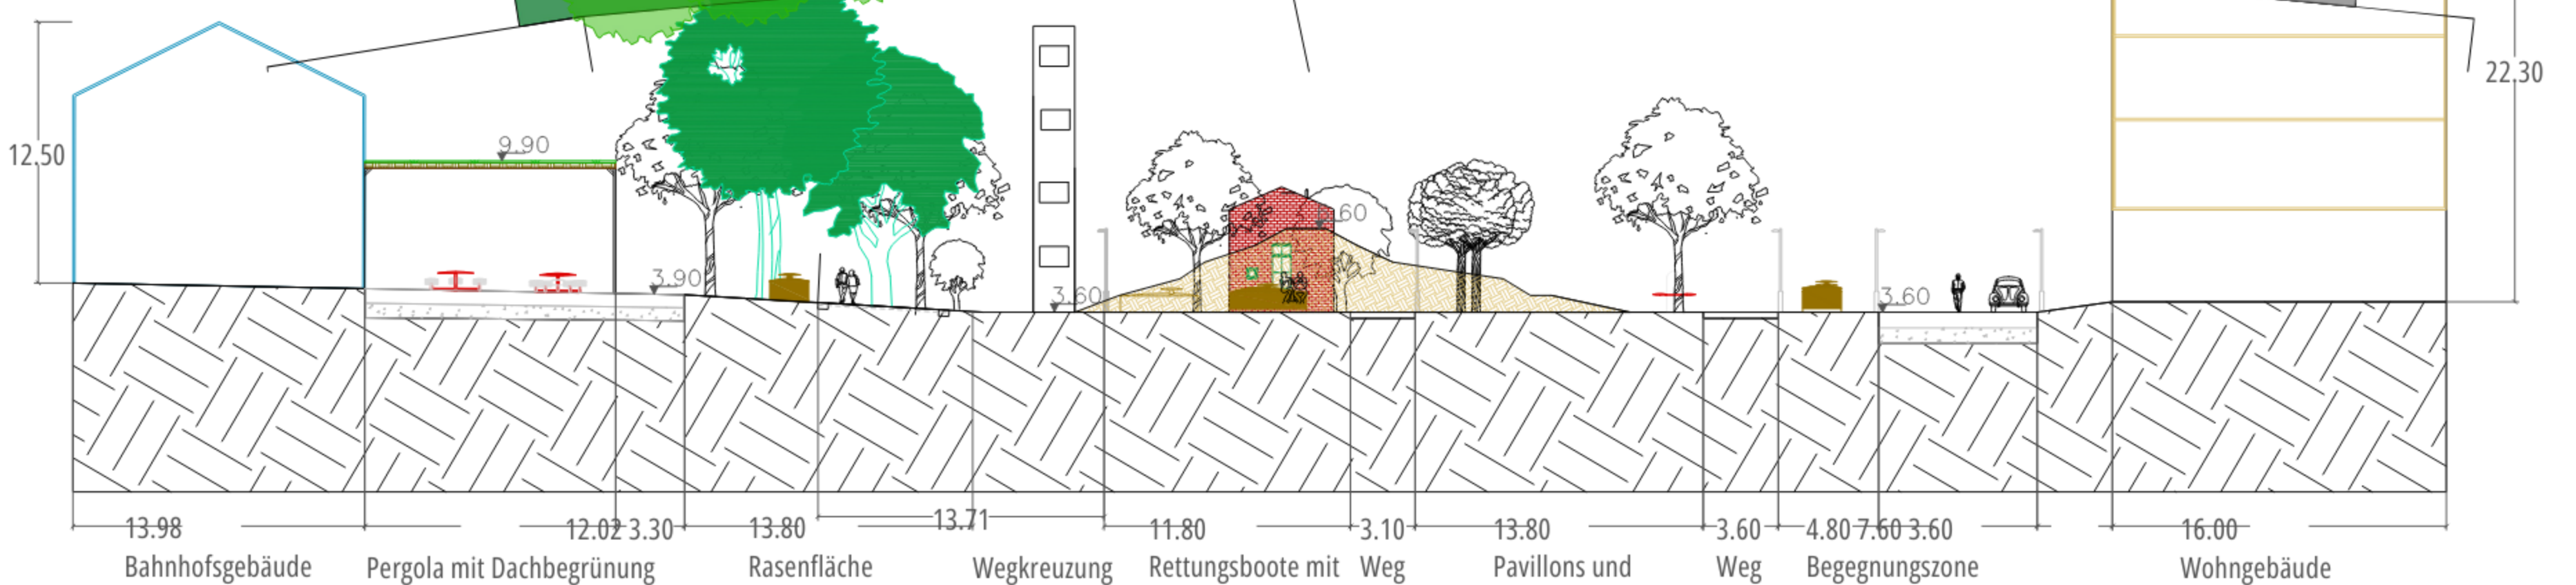 22.30
12.50
9.90
.60
3.90
3.60
3.60
13.98
12.02
3.30
13.80
13.71
11.80
3.10
13.80
3.60
4.80
7.60
3.60
16.00
Bahnhofsgebäude
Pergola mit Dachbegrünung
Rasenfläche
Wegkreuzung
Rettungsboote mit
Weg
Pavillons und
Weg
Begegnungszone
Wohngebäude